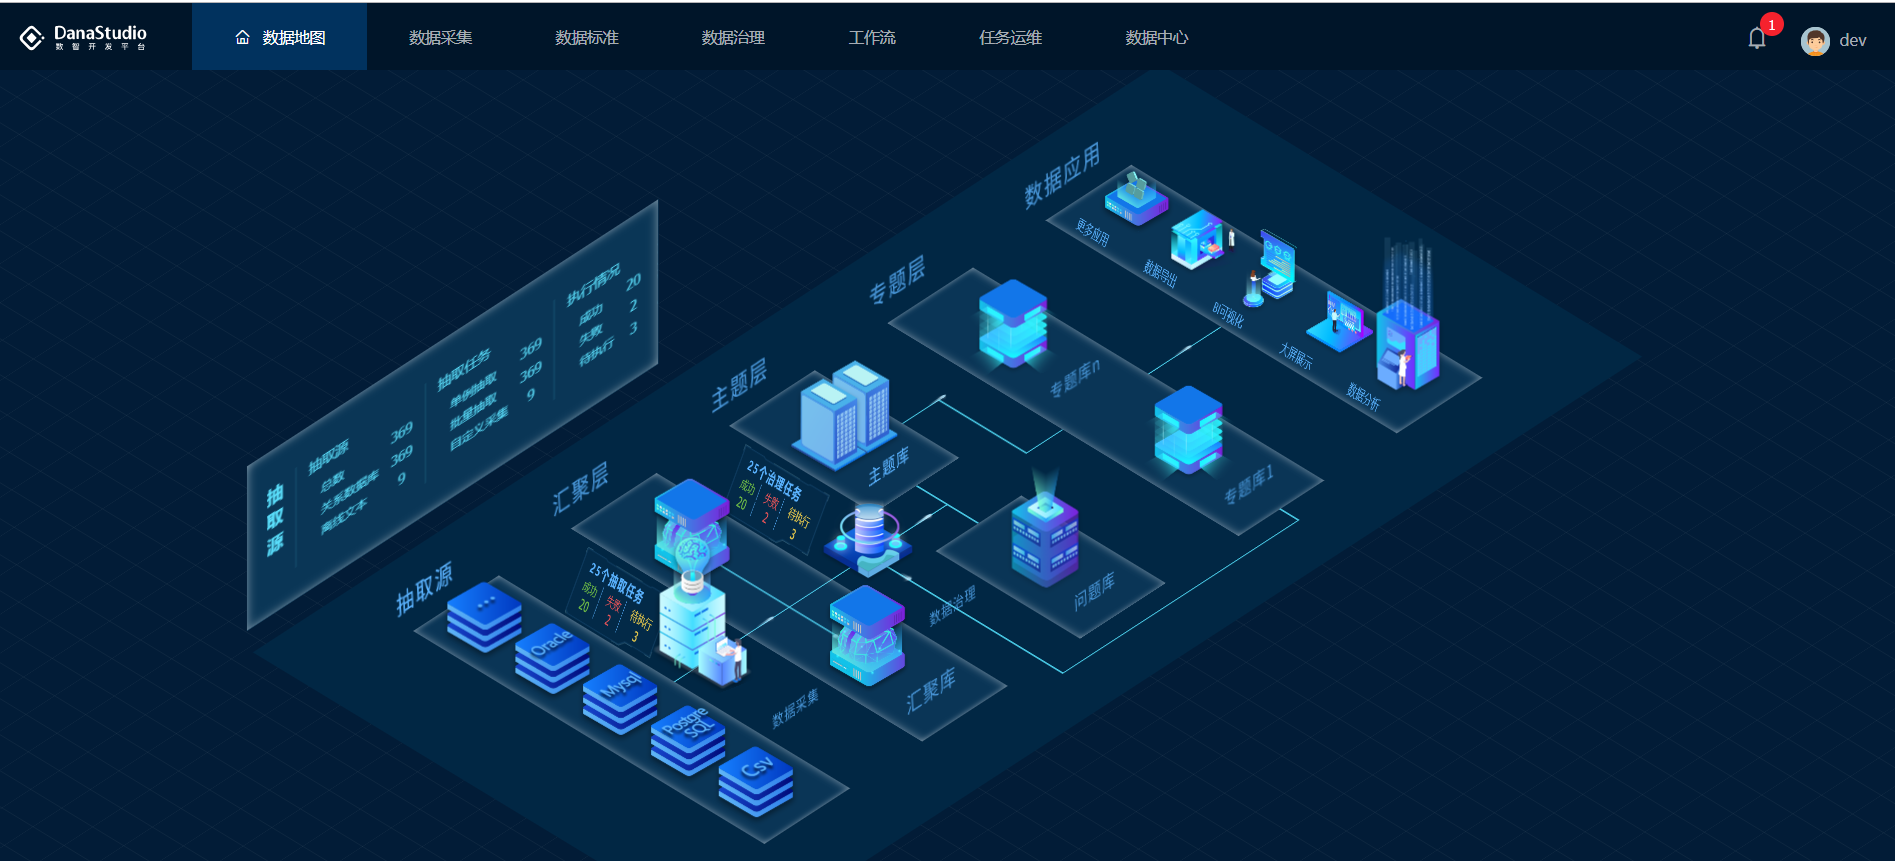 DanaStudio
数智开发平台
数据地图
数据采集
数据标准
数据治理
工作流
任务运维
数据中心
1
dev
数据应用
更多应用
数据导出
BI可视化
大屏展示
数据分析
专题层
专题库n
专题库1
主题层
主题库
问题库
数据治理
25个治理任务
成功 失败 待执行
20 2 3
汇聚层
汇聚库
数据采集
25个抽取任务
成功 失败 待执行
20 2 3
抽取源
...
Oracle
Mysql
Postgre
SQL
Csv
抽取源
抽取源 369
总数 369
关系数据库 9
离线文本
抽取任务 369
单例抽取 369
批量抽取 9
自定义采集
执行情况 20
成功 2
失败 3
待执行